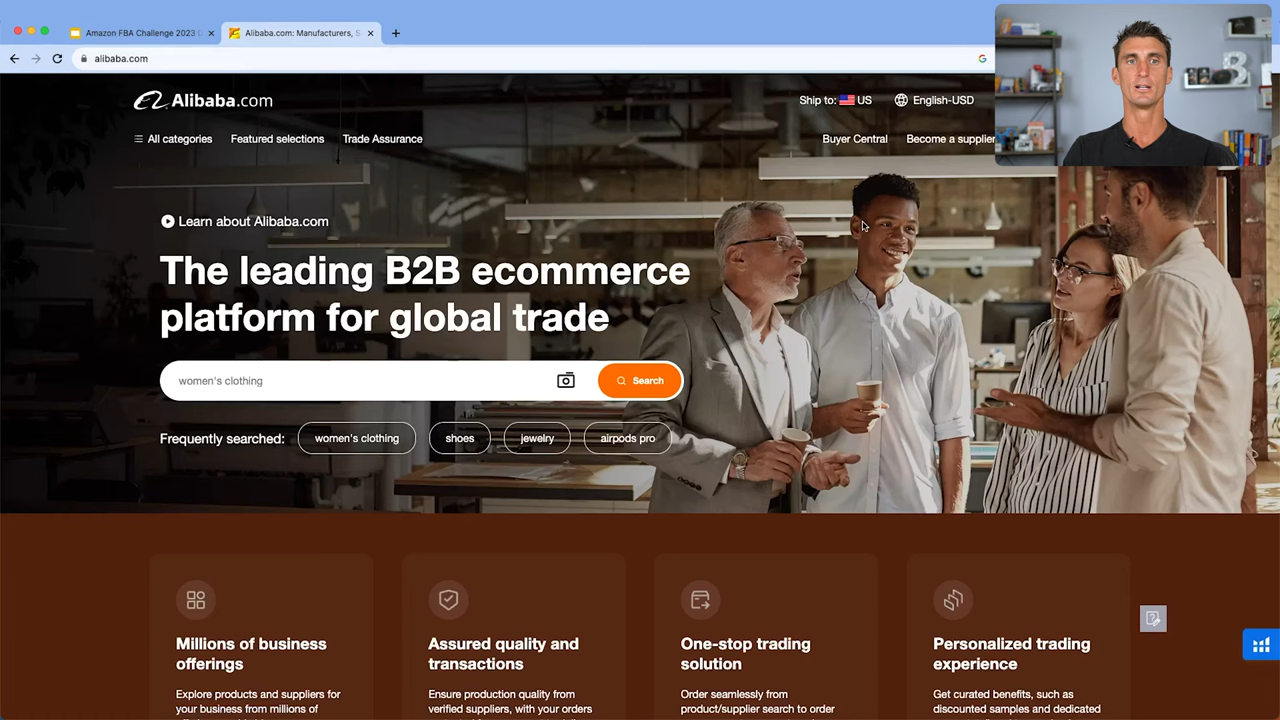 Amazon FBA Challenge 2023
Alibaba.com: Manufacturers, S
alibaba.com
Alibaba.com
Ship to: US
English-USD
All categories
Featured selections
Trade Assurance
Buyer Central
Become a supplier
Learn about Alibaba.com
The leading B2B ecommerce
platform for global trade
women's clothing
Search
Frequently searched:
women's clothing
shoes
jewelry
airpods pro
Millions of business
offerings
Explore products and suppliers for
your business from millions of
Assured quality and
transactions
Ensure production quality from
verified suppliers, with your orders
One-stop trading
solution
Order seamlessly from
product/supplier search to order
Personalized trading
experience
Get curated benefits, such as
discounted samples and dedicated